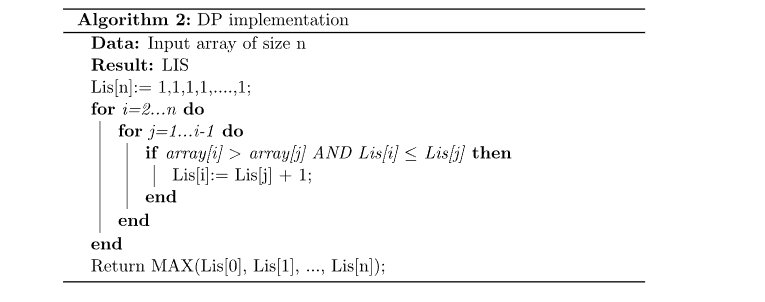 Algorithm 2: DP implementation
Data: Input array of size n
Result: LIS
Lis[n]:= 1,1,1,1,....,1;
for i=2...n do
for j=1...i-1 do
if array[i] > array[j] AND Lis[i] ≤ Lis[j] then
Lis[i]:= Lis[j] + 1;
end
end
end
Return MAX(Lis[0], Lis[1], ..., Lis[n]);